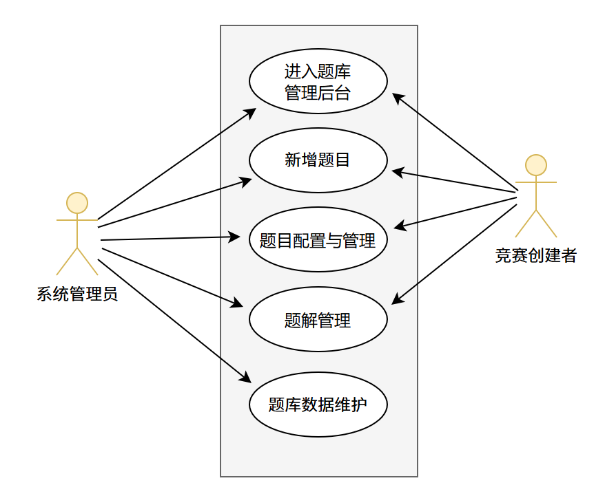 进入题库
管理后台
新增题目
题目配置与管理
竞赛创建者
系统管理员
题解管理
题库数据维护